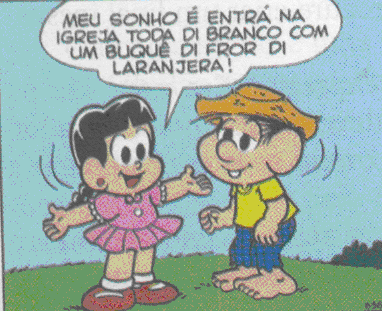 MEU SONHO É ENTRÁ NA
IGREJA TODA DI BRANCO COM
UM BUQUÊ DI FROR DI
LARANJERA!